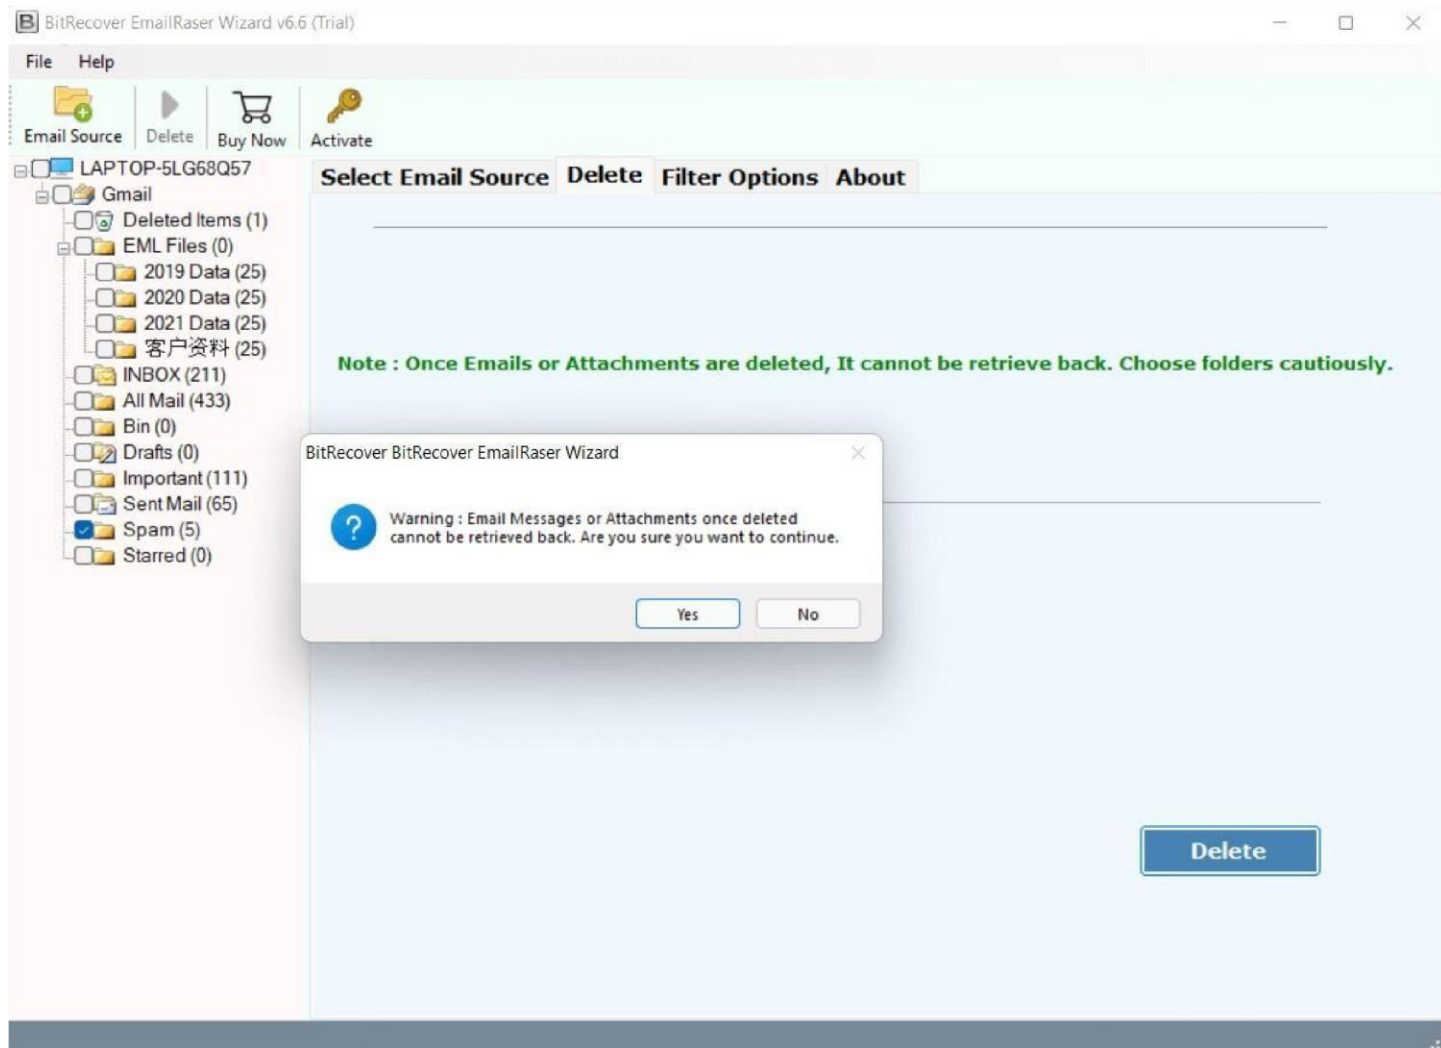 BitRecover EmailRaser Wizard v6.6 (Trial)
File Help
Email Source Delete Buy Now Activate
LAPTOP-5LG68Q57
Gmail
Deleted Items (1)
EML Files (0)
2019 Data (25)
2020 Data (25)
2021 Data (25)
客户资料 (25)
INBOX (211)
All Mail (433)
Bin (0)
Drafts (0)
Important (111)
Sent Mail (65)
Spam (5)
Starred (0)
Select Email Source Delete Filter Options About
Note : Once Emails or Attachments are deleted, It cannot be retrieve back. Choose folders cautiously.
BitRecover BitRecover EmailRaser Wizard
Warning : Email Messages or Attachments once deleted
cannot be retrieved back. Are you sure you want to continue.
Yes No
Delete